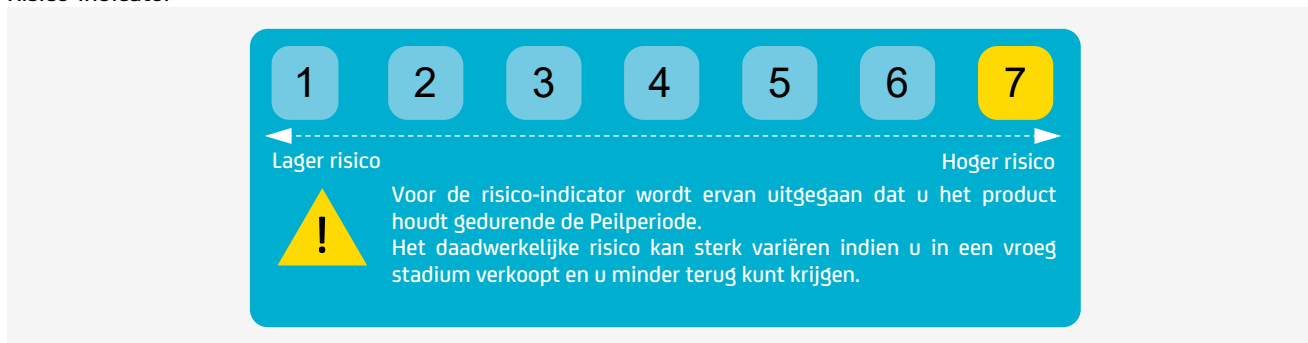 Risico-indicator
1 2 3 4 5 6 7
Lager risico Hoger risico
!
Voor de risico-indicator wordt ervan uitgegaan dat u het product
houdt gedurende de Peilperiode.
Het daadwerkelijke risico kan sterk variëren indien u in een vroeg
stadium verkoopt en u minder terug kunt krijgen.